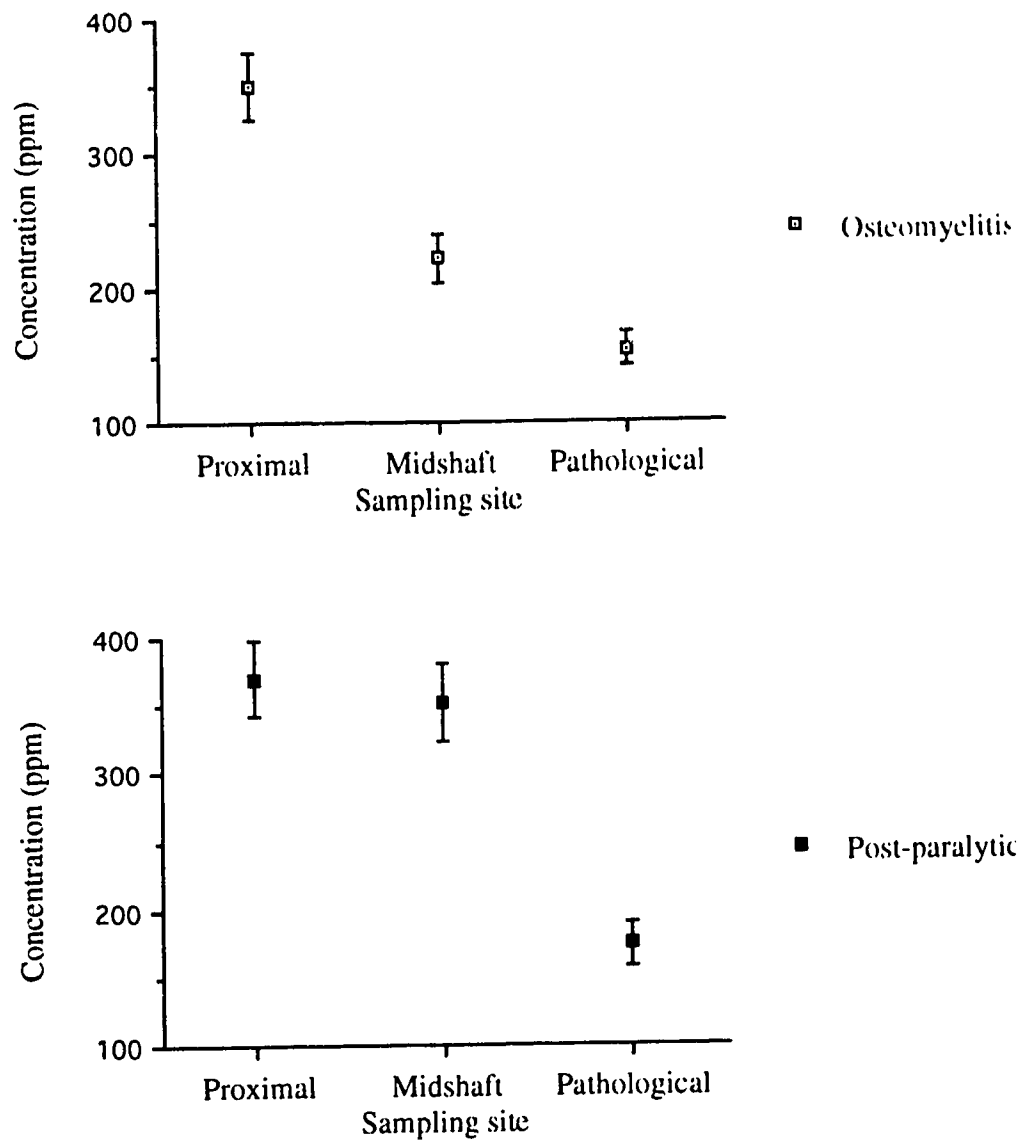 400
300
200
100
Concentration (ppm)
Proximal Midshaft Pathological
Sampling site
Osteomyelitis
400
300
200
100
Concentration (ppm)
Proximal Midshaft Pathological
Sampling site
Post-paralytic